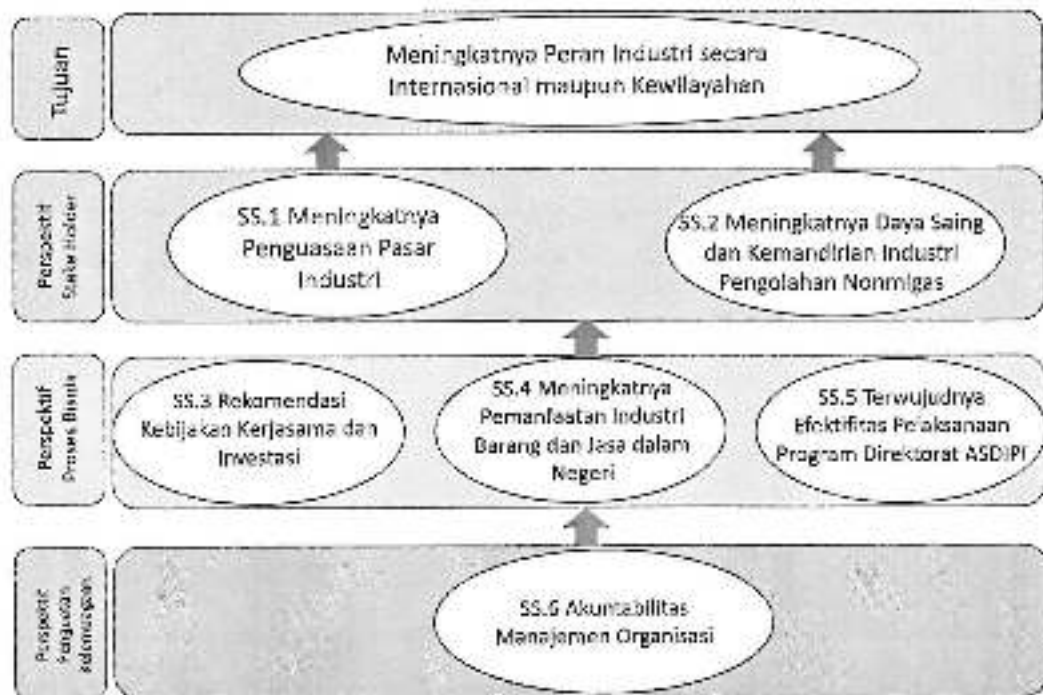 Tujuan
Meningkatnya Peran Industri secara
Internasional maupun Kewilayahan
Perspektif
Stake Holder
SS.1 Meningkatnya
Penguasaan Pasar
Industri
SS.2 Meningkatnya Daya Saing
dan Kemandirian Industri
Pengolahan Nonmigas
Perspektif
Proses Bisnis
SS.3 Rekomendasi
Kebijakan Kerjasama dan
Investasi
SS.4 Meningkatnya
Pemanfaatan Industri
Barang dan Jasa dalam
Negeri
SS.5 Terwujudnya
Efektifitas Pelaksanaan
Program Direktorat ASDIPI
Perspektif
Penguatan
Kelembagaan
SS.6 Akuntabilitas
Manajemen Organisasi